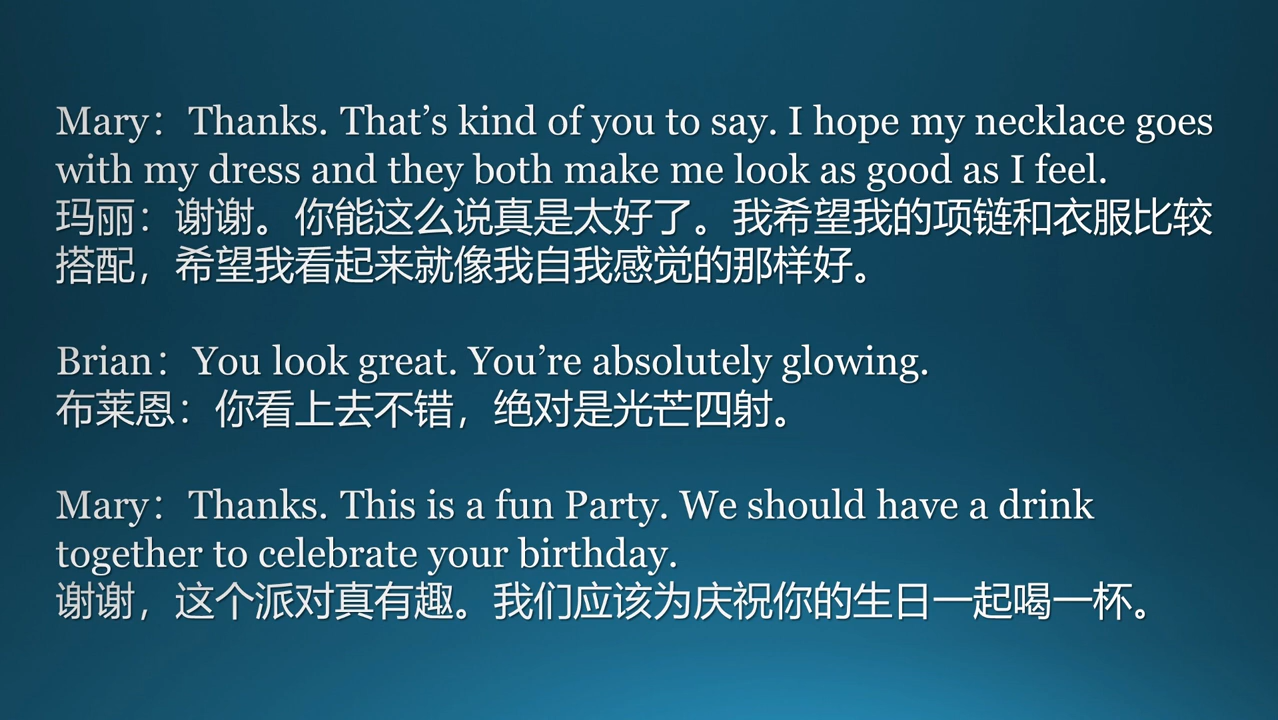 Mary：Thanks. That’s kind of you to say. I hope my necklace goes
with my dress and they both make me look as good as I feel.
玛丽：谢谢。你能这么说真是太好了。我希望我的项链和衣服比较
搭配，希望我看起来就像我自我感觉的那样好。
Brian：You look great. You’re absolutely glowing.
布莱恩：你看上去不错，绝对是光芒四射。
Mary：Thanks. This is a fun Party. We should have a drink
together to celebrate your birthday.
谢谢，这个派对真有趣。我们应该为庆祝你的生日一起喝一杯。